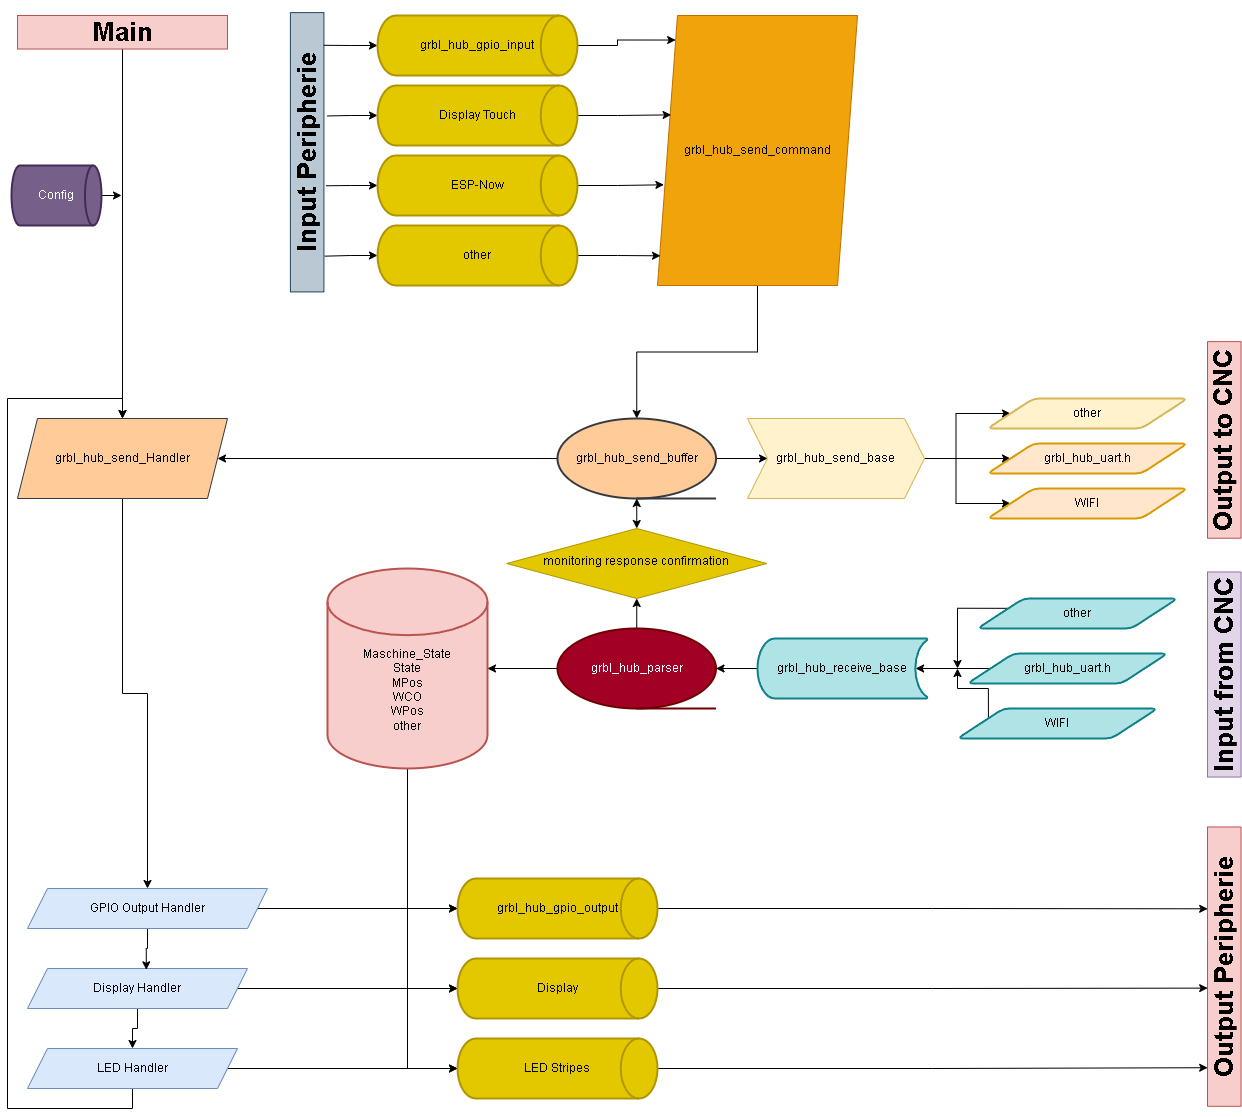 Main
Input Peripherie
grbl_hub_gpio_input
Display Touch
ESP-Now
other
grbl_hub_send_command
Config
grbl_hub_send_Handler
grbl_hub_send_buffer
grbl_hub_send_base
other
grbl_hub_uart.h
WIFI
Output to CNC
monitoring response confirmation
Maschine_State
State
MPos
WCO
WPos
other
grbl_hub_parser
grbl_hub_receive_base
other
grbl_hub_uart.h
WIFI
Input from CNC
GPIO Output Handler
grbl_hub_gpio_output
Display Handler
Display
LED Handler
LED Stripes
Output Peripherie